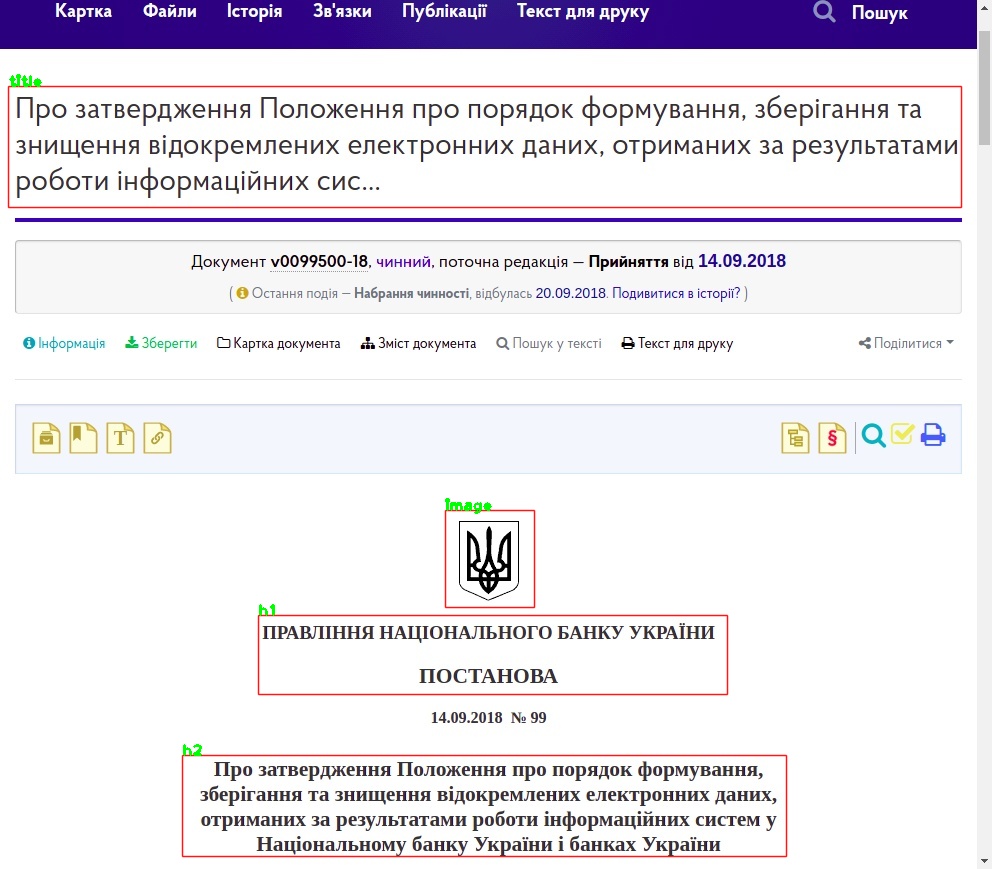 Картка Файли Історія Зв'язки Публікації Текст для друку Пошук
title
Про затвердження Положення про порядок формування, зберігання та
знищення відокремлених електронних даних, отриманих за результатами
роботи інформаційних сис...
Документ v0099500-18, чинний, поточна редакція — Прийняття від 14.09.2018
( Остання подія — Набрання чинності, відбулась 20.09.2018. Подивитися в історії? )
Інформація Зберегти Картка документа Зміст документа Пошук у тексті Текст для друку Поділитися
T §
image
h1
ПРАВЛІННЯ НАЦІОНАЛЬНОГО БАНКУ УКРАЇНИ
ПОСТАНОВА
14.09.2018 № 99
h2
Про затвердження Положення про порядок формування,
зберігання та знищення відокремлених електронних даних,
отриманих за результатами роботи інформаційних систем у
Національному банку України і банках України